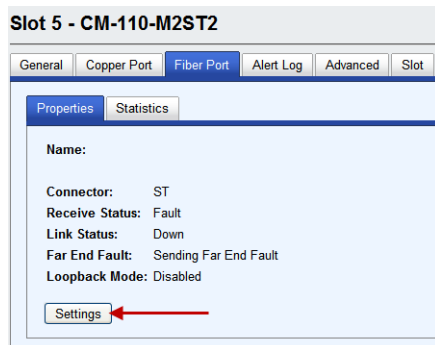 Slot 5 - CM-110-M2ST2
General Copper Port Fiber Port Alert Log Advanced Slot
Properties Statistics
Name:
Connector: ST
Receive Status: Fault
Link Status: Down
Far End Fault: Sending Far End Fault
Loopback Mode: Disabled
Settings